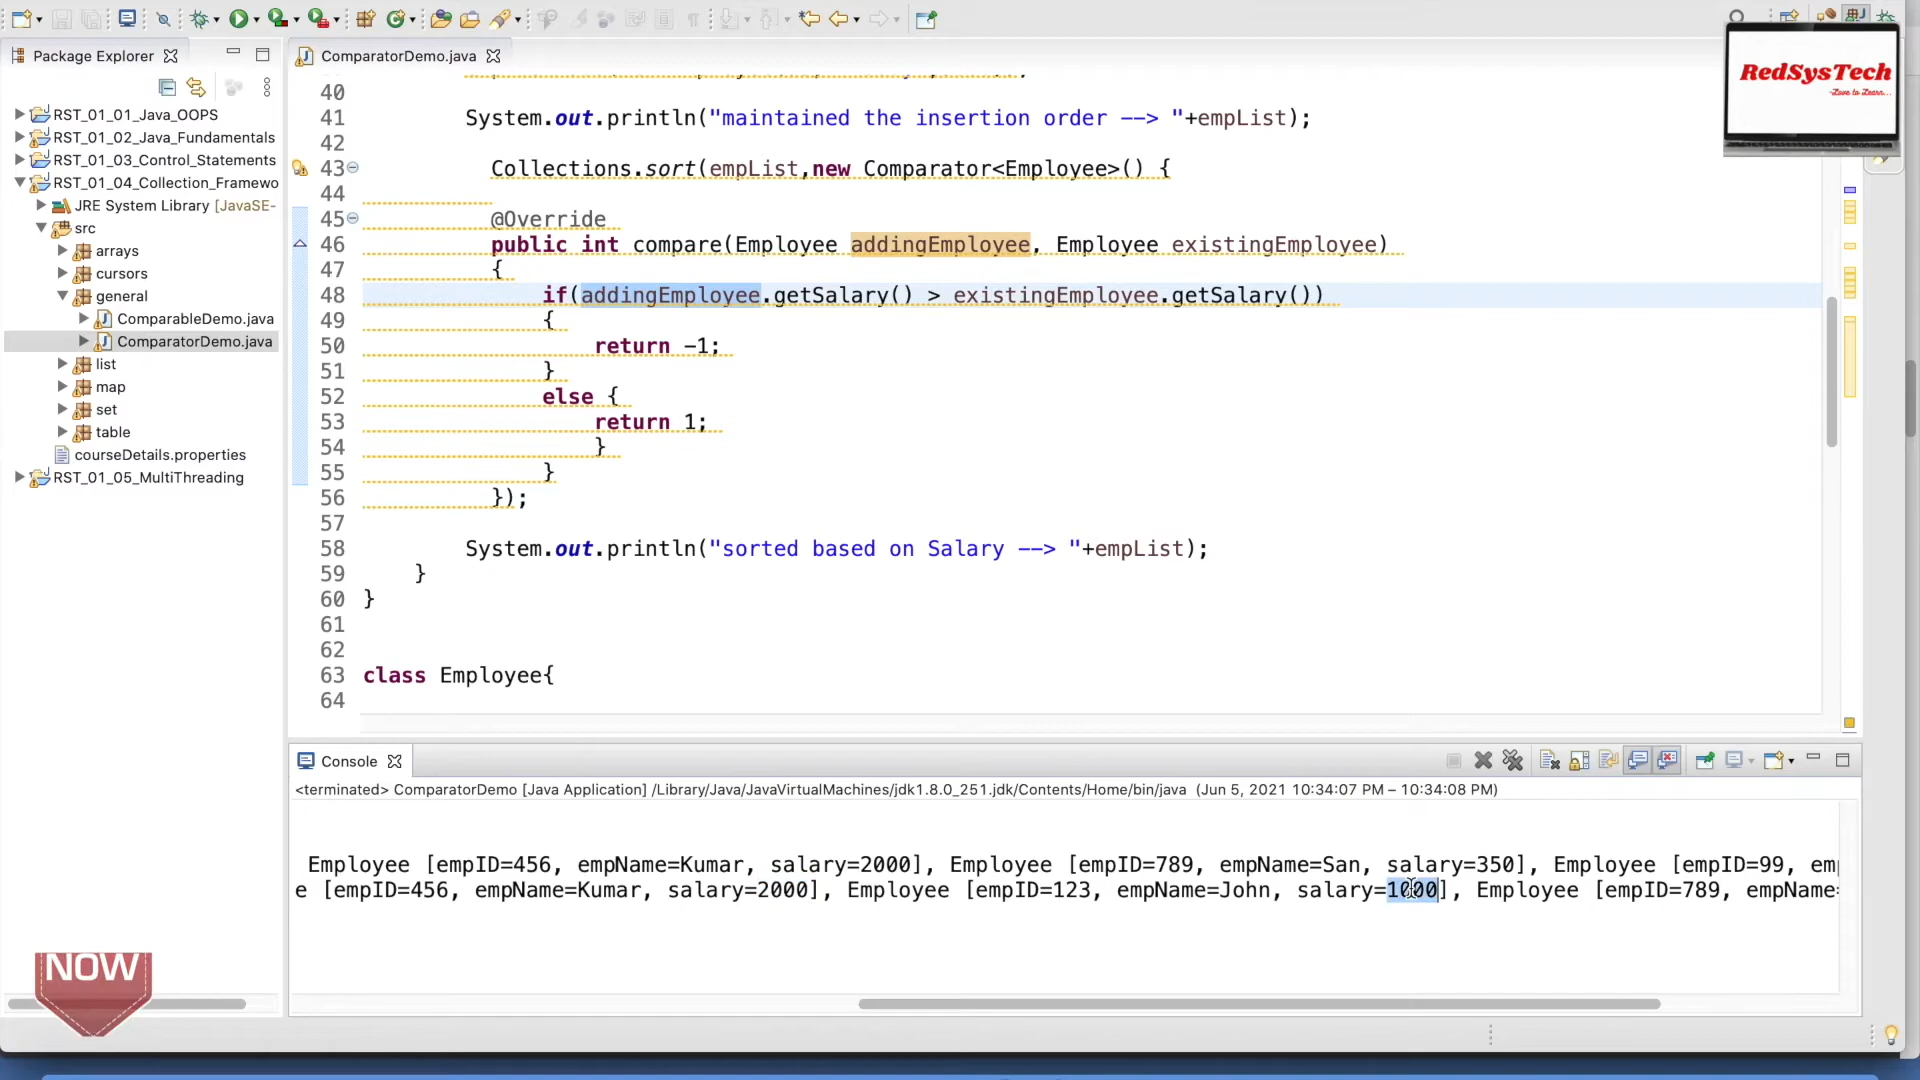 RedSysTech
-Love to Learn...
Package Explorer
ComparatorDemo.java
RST_01_01_Java_OOPS
RST_01_02_Java_Fundamentals
RST_01_03_Control_Statements
RST_01_04_Collection_Framewo
JRE System Library [JavaSE-
src
arrays
cursors
general
ComparableDemo.java
ComparatorDemo.java
list
map
set
table
courseDetails.properties
RST_01_05_MultiThreading
40
41 System.out.println("maintained the insertion order --> "+empList);
42
43 Collections.sort(empList,new Comparator<Employee>() {
44
45 @Override
46 public int compare(Employee addingEmployee, Employee existingEmployee)
47 {
48 if(addingEmployee.getSalary() > existingEmployee.getSalary())
49 {
50 return -1;
51 }
52 else {
53 return 1;
54 }
55 }
56 });
57
58 System.out.println("sorted based on Salary --> "+empList);
59 }
60 }
61
62
63 class Employee{
64
Console
<terminated> ComparatorDemo [Java Application] /Library/Java/JavaVirtualMachines/jdk1.8.0_251.jdk/Contents/Home/bin/java (Jun 5, 2021 10:34:07 PM – 10:34:08 PM)
Employee [empID=456, empName=Kumar, salary=2000], Employee [empID=789, empName=San, salary=350], Employee [empID=99, em
e [empID=456, empName=Kumar, salary=2000], Employee [empID=123, empName=John, salary=1000], Employee [empID=789, empName=
NOW